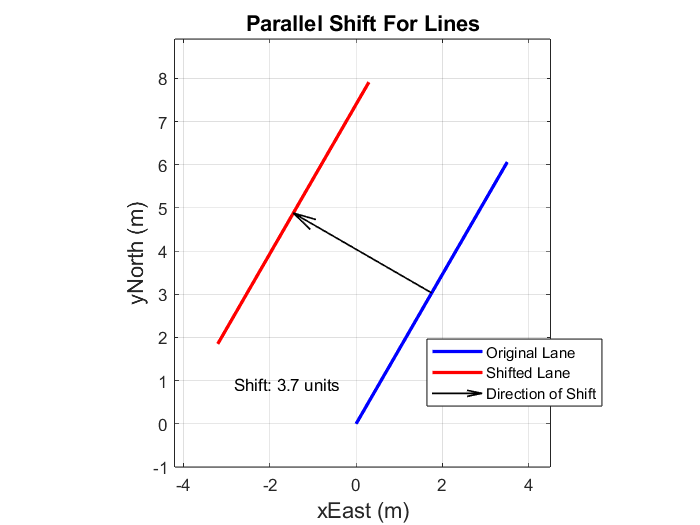 Parallel Shift For Lines
yNorth (m)
8
7
6
5
4
3
2
1
0
-1
Shift: 3.7 units
Original Lane
Shifted Lane
Direction of Shift
-4 -2 0 2 4
xEast (m)